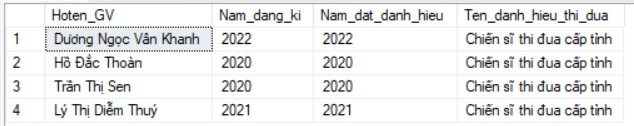 Hoten_GV Nam_dang_ki Nam_dat_danh_hieu Ten_danh_hieu_thi_dua
1 Dương Ngọc Vân Khanh 2022 2022 Chiến sĩ thi đua cấp tỉnh
2 Hồ Đắc Thoàn 2020 2020 Chiến sĩ thi đua cấp tỉnh
3 Trần Thị Sen 2020 2020 Chiến sĩ thi đua cấp tỉnh
4 Lý Thị Diễm Thuý 2021 2021 Chiến sĩ thi đua cấp tỉnh